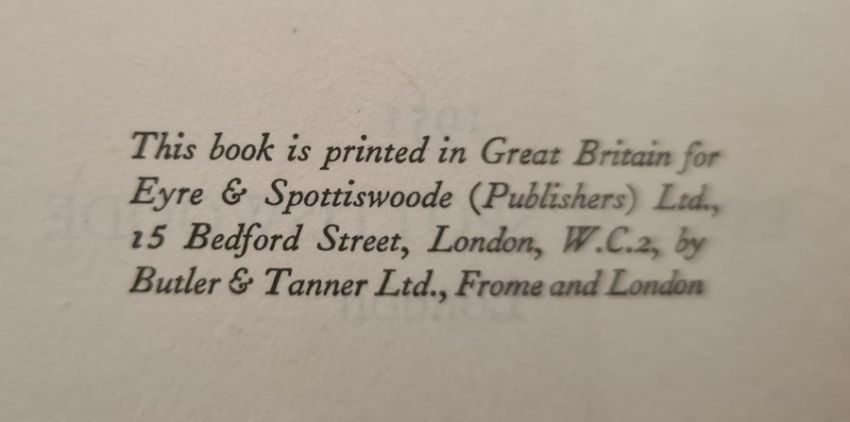 This book is printed in Great Britain for
Eyre & Spottiswoode (Publishers) Ltd.,
15 Bedford Street, London, W.C.2, by
Butler & Tanner Ltd., Frome and London